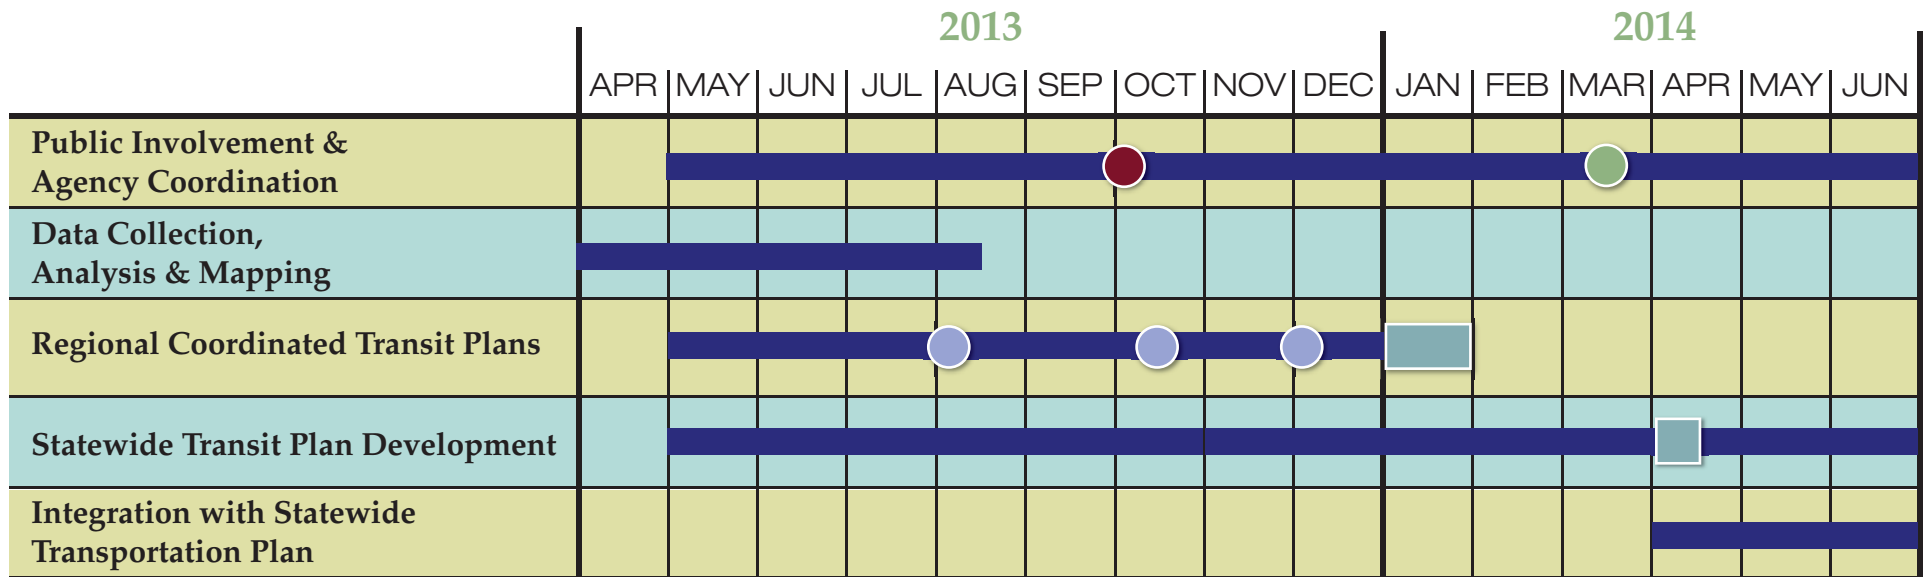 2013 2014
APR MAY JUN JUL AUG SEP OCT NOV DEC JAN FEB MAR APR MAY JUN
Public Involvement &
Agency Coordination
Data Collection,
Analysis & Mapping
Regional Coordinated Transit Plans
Statewide Transit Plan Development
Integration with Statewide
Transportation Plan